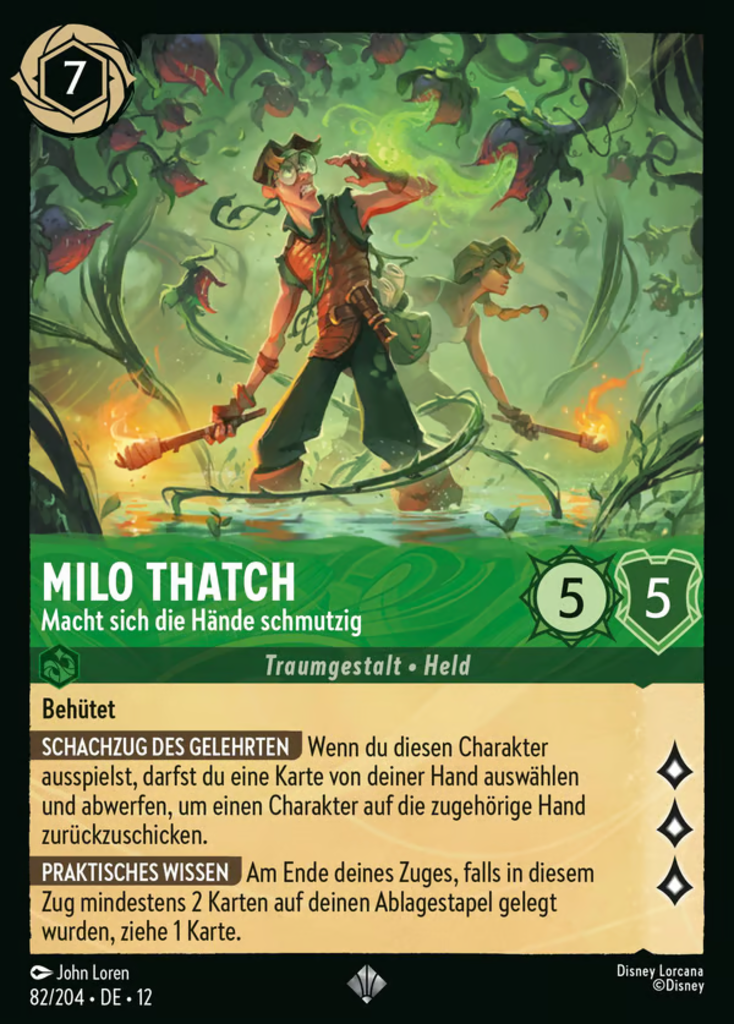 7
MILO THATCH
Macht sich die Hände schmutzig
5 5
Traumgestalt • Held
Behütet
SCHACHZUG DES GELEHRTEN Wenn du diesen Charakter
ausspielst, darfst du eine Karte von deiner Hand auswählen
und abwerfen, um einen Charakter auf die zugehörige Hand
zurückzuschicken.
PRAKTISCHES WISSEN Am Ende deines Zuges, falls in diesem
Zug mindestens 2 Karten auf deinen Ablagestapel gelegt
wurden, ziehe 1 Karte.
John Loren
82/204 • DE • 12
Disney Lorcana
©Disney